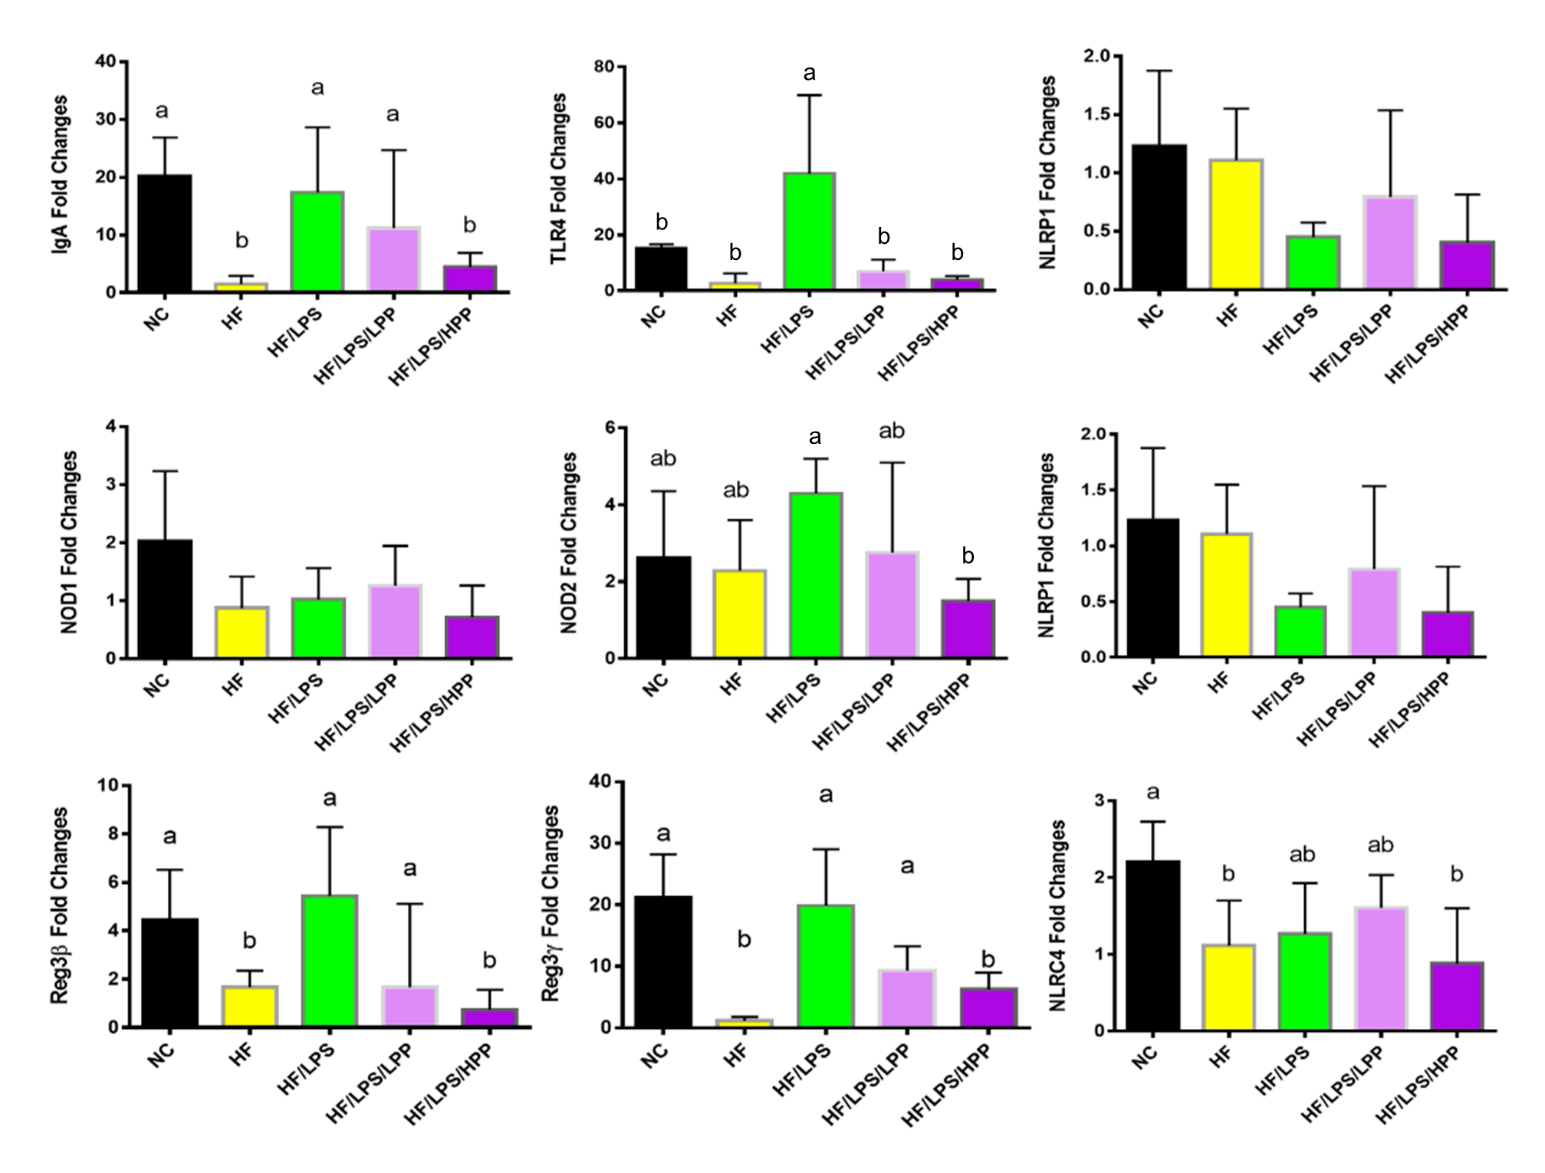 IgA Fold Changes
40
30
20
10
0
a
b
a
a
b
NC
HF
HF/LPS
HF/LPS/LPP
HF/LPS/HPP
TLR4 Fold Changes
80
60
40
20
0
b
b
a
b
b
NC
HF
HF/LPS
HF/LPS/LPP
HF/LPS/HPP
NLRP1 Fold Changes
2.0
1.5
1.0
0.5
0.0
NC
HF
HF/LPS
HF/LPS/LPP
HF/LPS/HPP
NOD1 Fold Changes
4
3
2
1
0
NC
HF
HF/LPS
HF/LPS/LPP
HF/LPS/HPP
NOD2 Fold Changes
6
4
2
0
ab
ab
a
ab
b
NC
HF
HF/LPS
HF/LPS/LPP
HF/LPS/HPP
NLRP1 Fold Changes
2.0
1.5
1.0
0.5
0.0
NC
HF
HF/LPS
HF/LPS/LPP
HF/LPS/HPP
Reg3β Fold Changes
10
8
6
4
2
0
a
b
a
a
b
NC
HF
HF/LPS
HF/LPS/LPP
HF/LPS/HPP
Reg3γ Fold Changes
40
30
20
10
0
a
b
a
a
b
NC
HF
HF/LPS
HF/LPS/LPP
HF/LPS/HPP
NLRC4 Fold Changes
3
2
1
0
a
b
ab
ab
b
NC
HF
HF/LPS
HF/LPS/LPP
HF/LPS/HPP